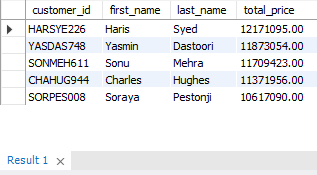 customer_id first_name last_name total_price
HARSYE226 Haris Syed 12171095.00
YASDAS748 Yasmin Dastoori 11873054.00
SONMEH611 Sonu Mehra 11709423.00
CHAHUG944 Charles Hughes 11371956.00
SORPES008 Soraya Pestonji 10617090.00
Result 1